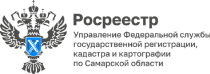 Росреестр
Управление Федеральной службы
государственной регистрации,
кадастра и картографии
по Самарской области